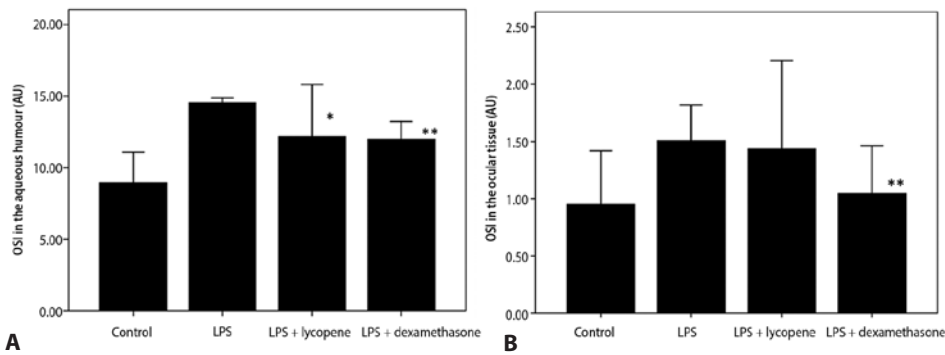 OSI in the aqueous humour (AU)
20.00
15.00
10.00
5.00
0.00
*
**
Control LPS LPS + lycopene LPS + dexamethasone
A
OSI in the ocular tissue (AU)
2.50
2.00
1.50
1.00
0.50
0.00
**
Control LPS LPS + lycopene LPS + dexamethasone
B